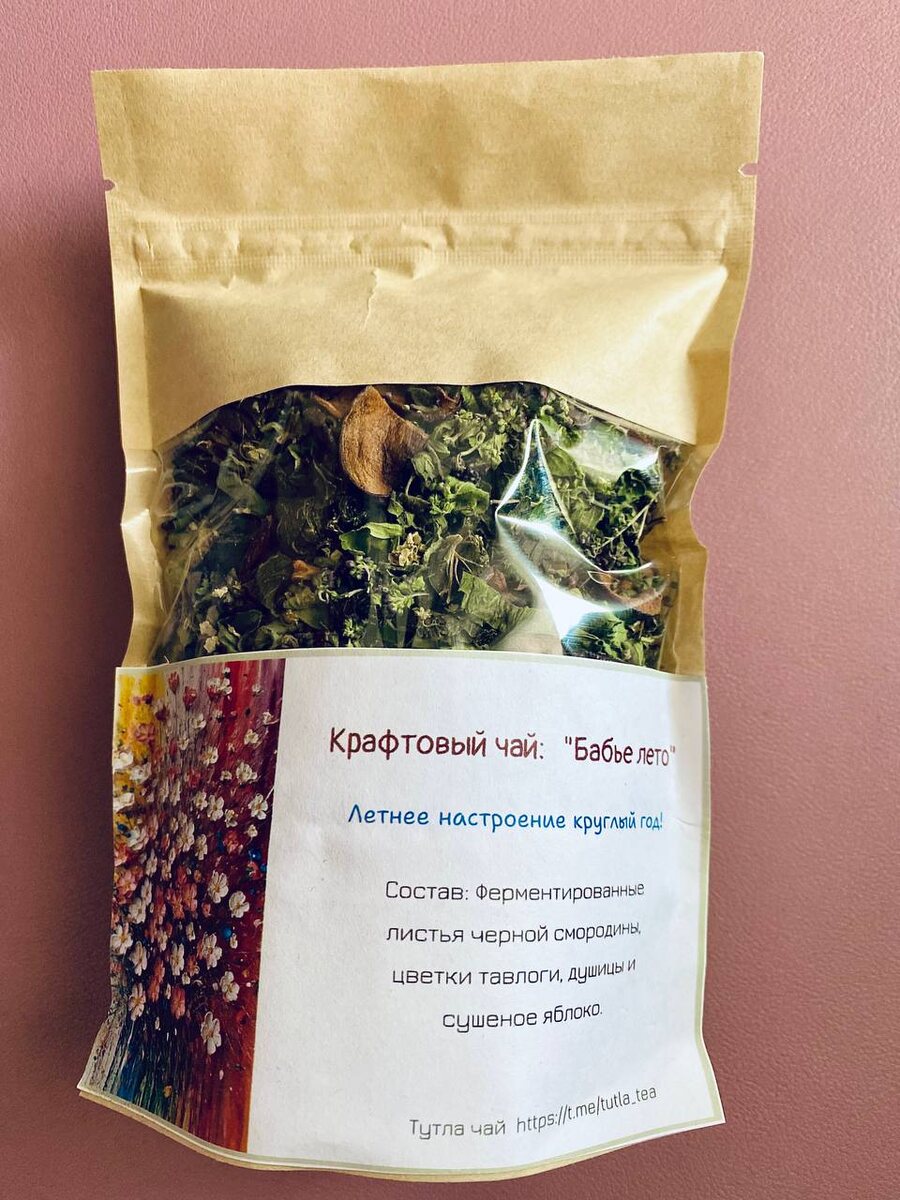 Крафтовый чай: "Бабье лето"
Летнее настроение круглый год!
Состав: Ферментированные
листья черной смородины,
цветки тавлоги, душицы и
сушеное яблоко.
Тутла чай https://t.me/tutla_tea